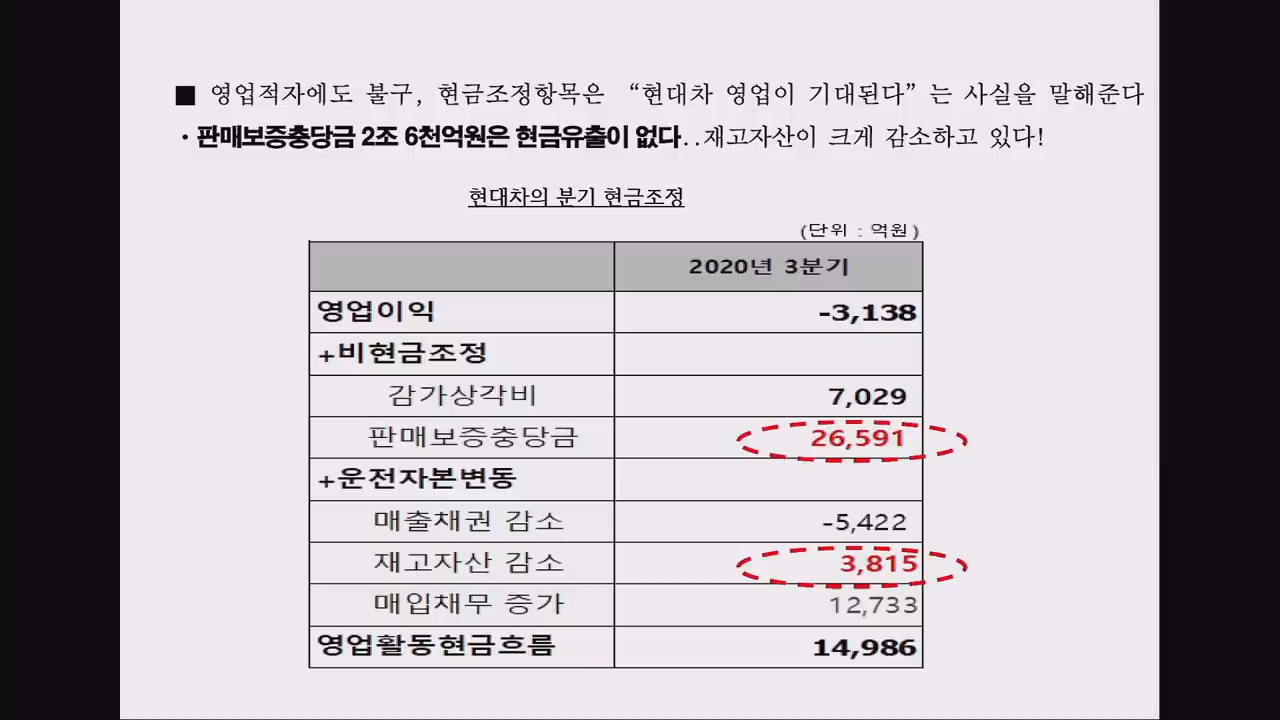 ■ 영업적자에도 불구, 현금조정항목은 “현대차 영업이 기대된다” 는 사실을 말해준다
· 판매보증충당금 2조 6천억원은 현금유출이 없다..재고자산이 크게 감소하고 있다!
현대차의 분기 현금조정
(단위 : 억원)
2020년 3분기
영업이익 -3,138
+비현금조정
감가상각비 7,029
판매보증충당금 26,591
+운전자본변동
매출채권 감소 -5,422
재고자산 감소 3,815
매입채무 증가 12,733
영업활동현금흐름 14,986